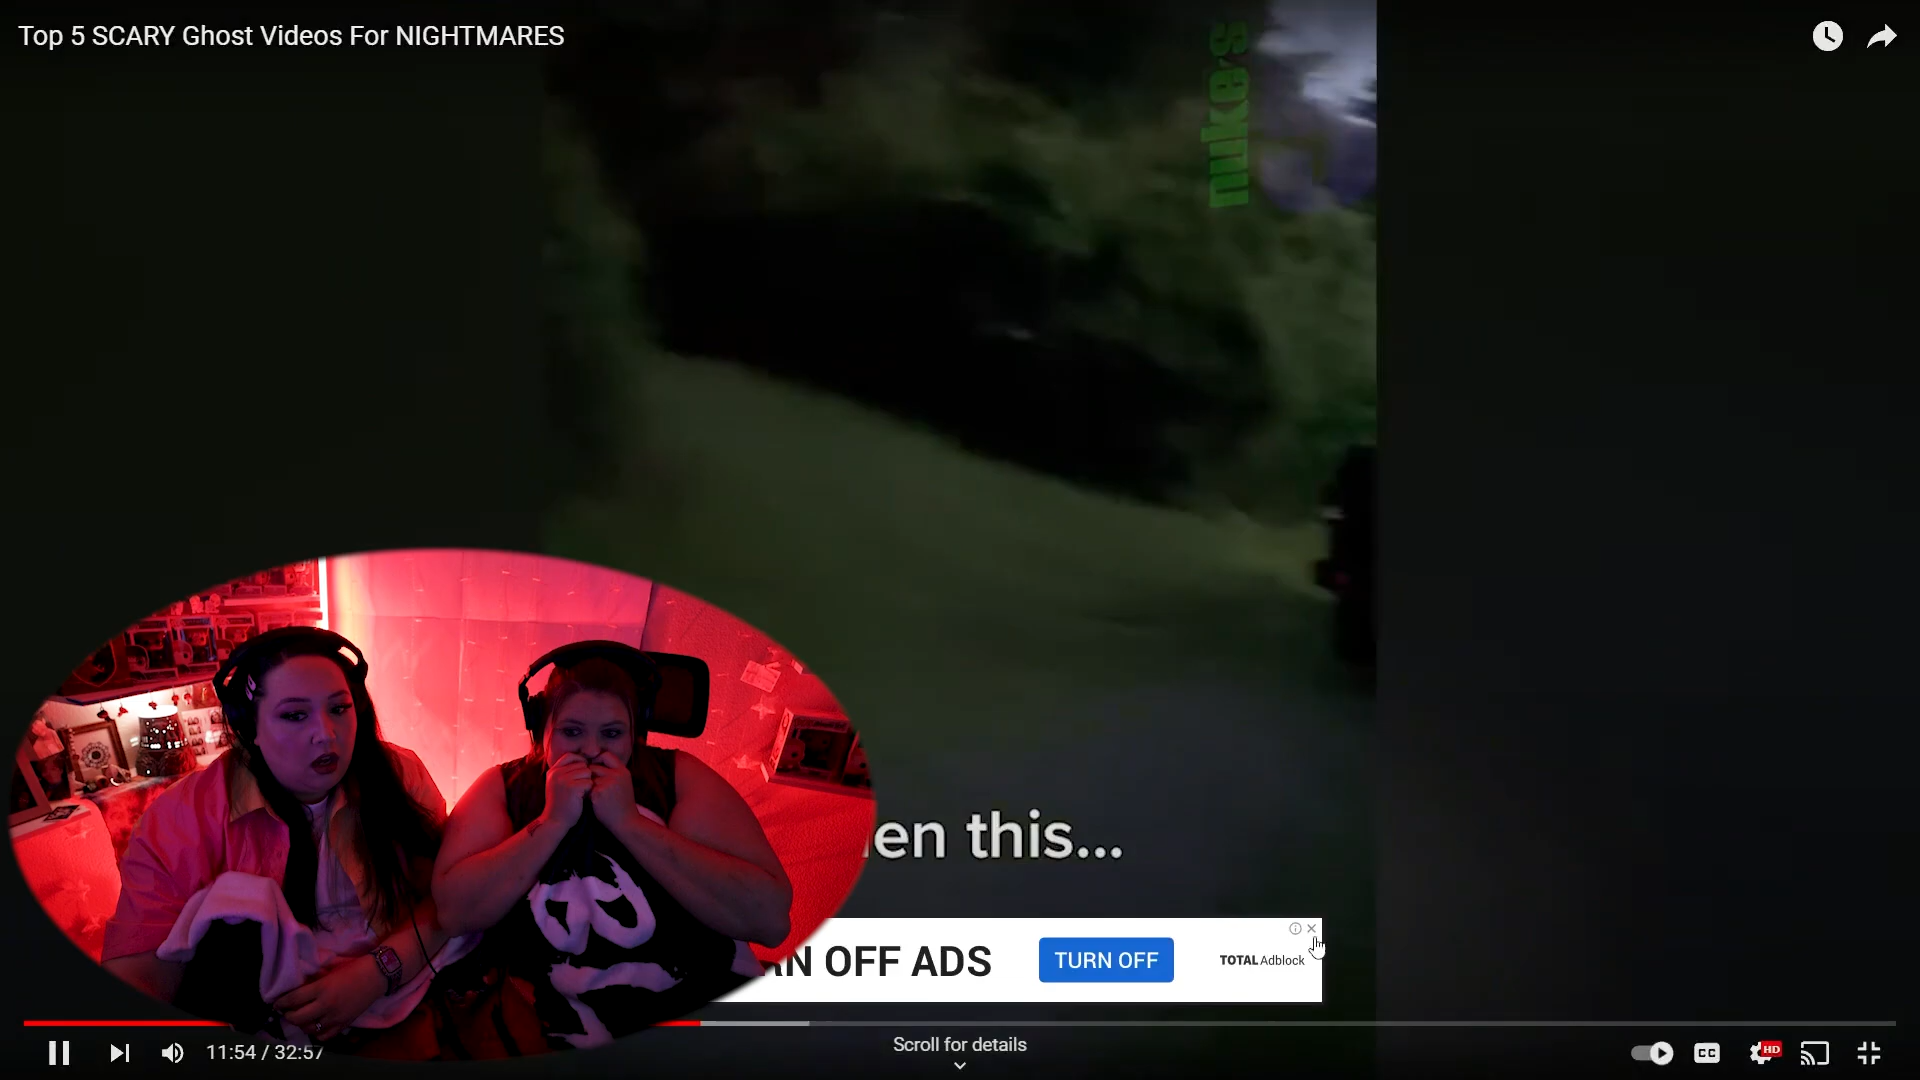 Top 5 SCARY Ghost Videos For NIGHTMARES
nuke's
en this...
N OFF ADS
TURN OFF
TOTAL Adblock
11:54 / 32:57
Scroll for details
CC
HD